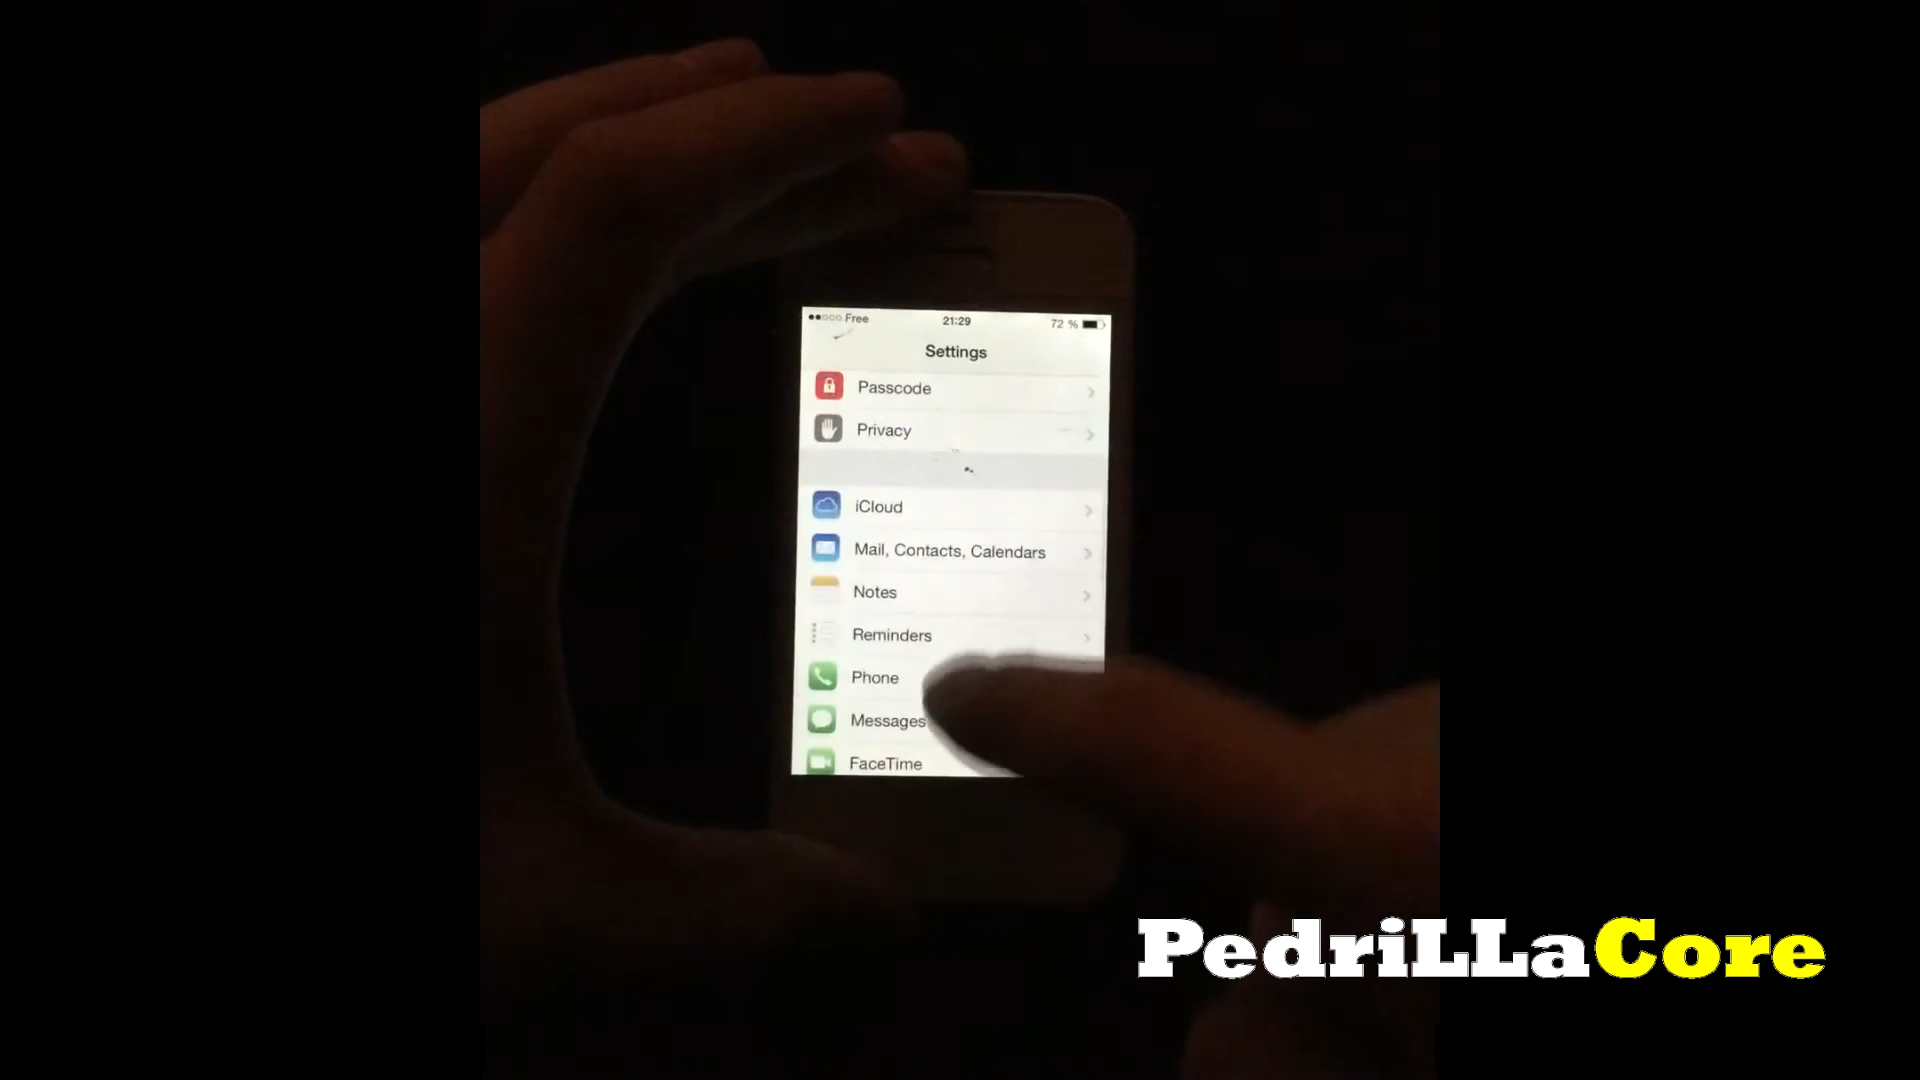 Free 21:29 72 %
Settings
Passcode
Privacy
iCloud
Mail, Contacts, Calendars
Notes
Reminders
Phone
Messages
FaceTime
PedriLLaCore